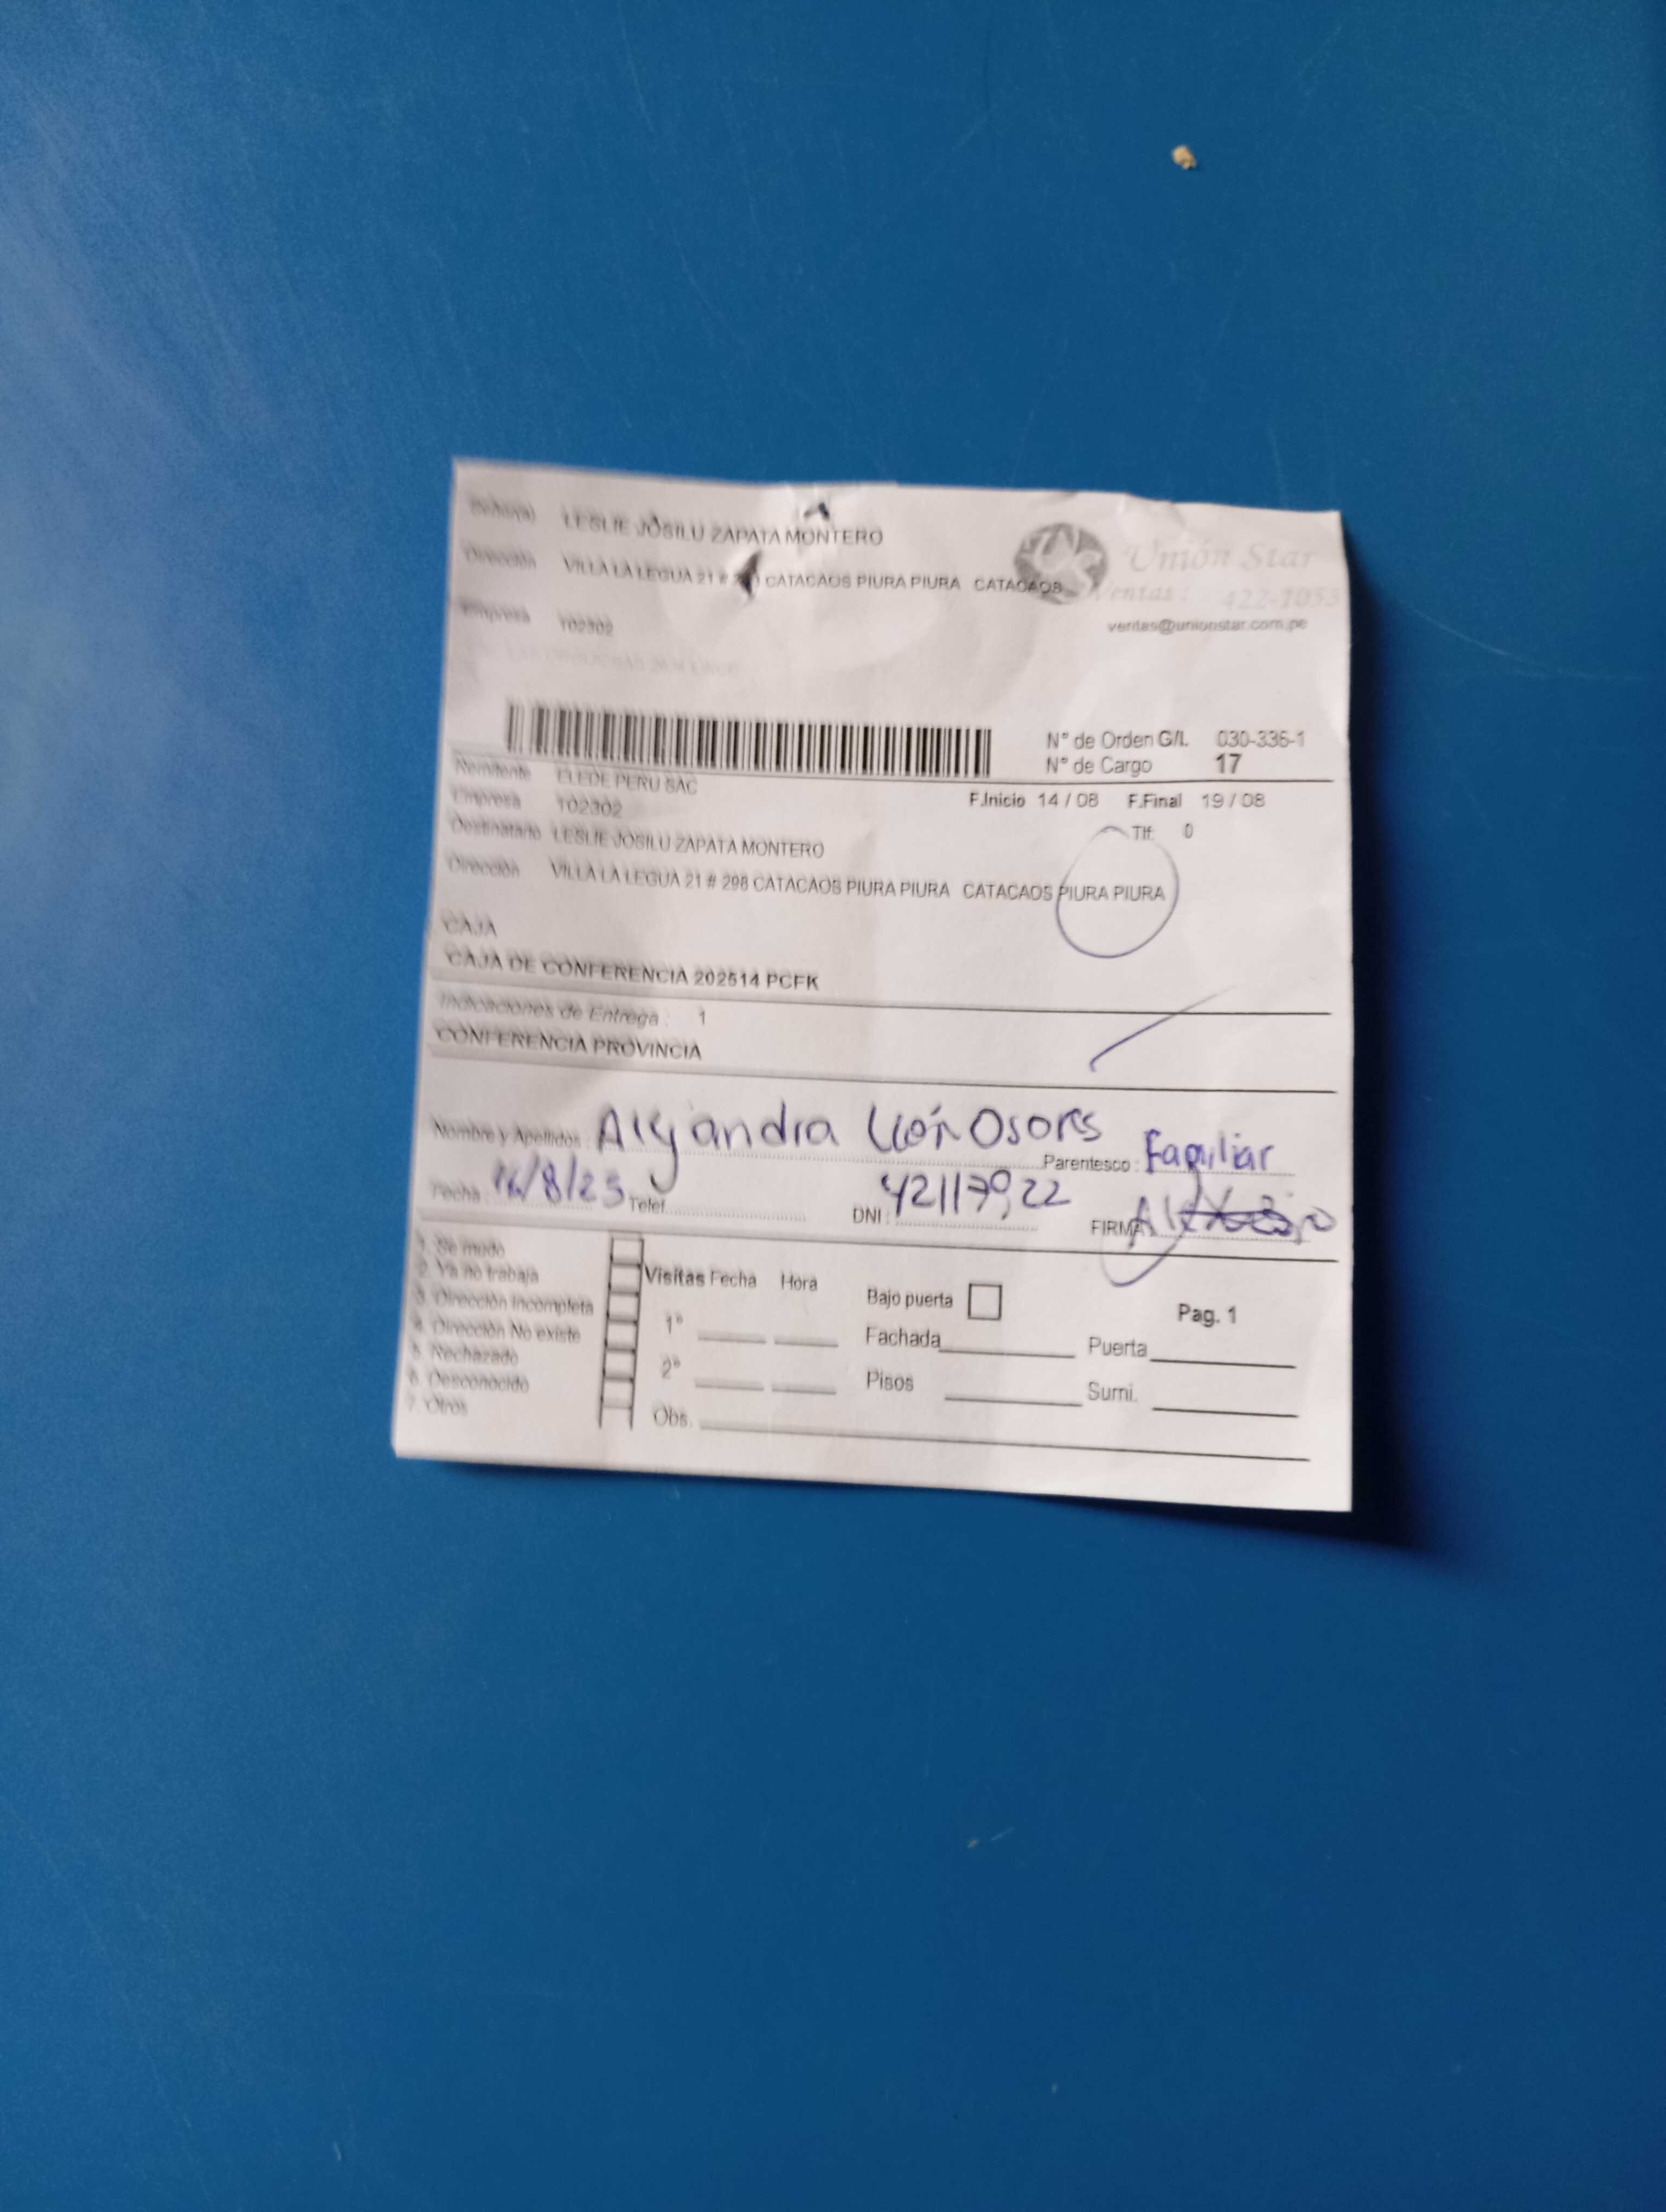 Señor(a) LESLIE JOSILU ZAPATA MONTERO
Unión Star
Dirección VILLA LA LEGUA 21 # CATACAOS PIURA PIURA CATACAOS
Ventas : 422-1053
Empresa 102302
ventas@unionstar.com.pe
N° de Orden G/L 030-336-1
N° de Cargo 17
Remitente ELEDE PERU SAC
Empresa 102302
F.Inicio 14 / 08 F.Final 19 / 08
Destinatario LESLIE JOSILU ZAPATA MONTERO
Tlf: 0
Dirección VILLA LA LEGUA 21 # 298 CATACAOS PIURA PIURA CATACAOS PIURA PIURA
CAJA
CAJA DE CONFERENCIA 202514 PCFK
Indicaciones de Entrega : 1
CONFERENCIA PROVINCIA
Nombre y Apellidos : Alejandra Osores
Parentesco : Familiar
Fecha : 16/8/25 Telef.
DNI : 42117922
FIRMA
1. Se mudo
2. Ya no trabaja
3. Dirección Incompleta
4. Dirección No existe
5. Rechazado
6. Desconocido
7. Otros
Visitas Fecha Hora
1°
2°
Obs.
Bajo puerta
Fachada
Pisos
Pag. 1
Puerta
Sumi.